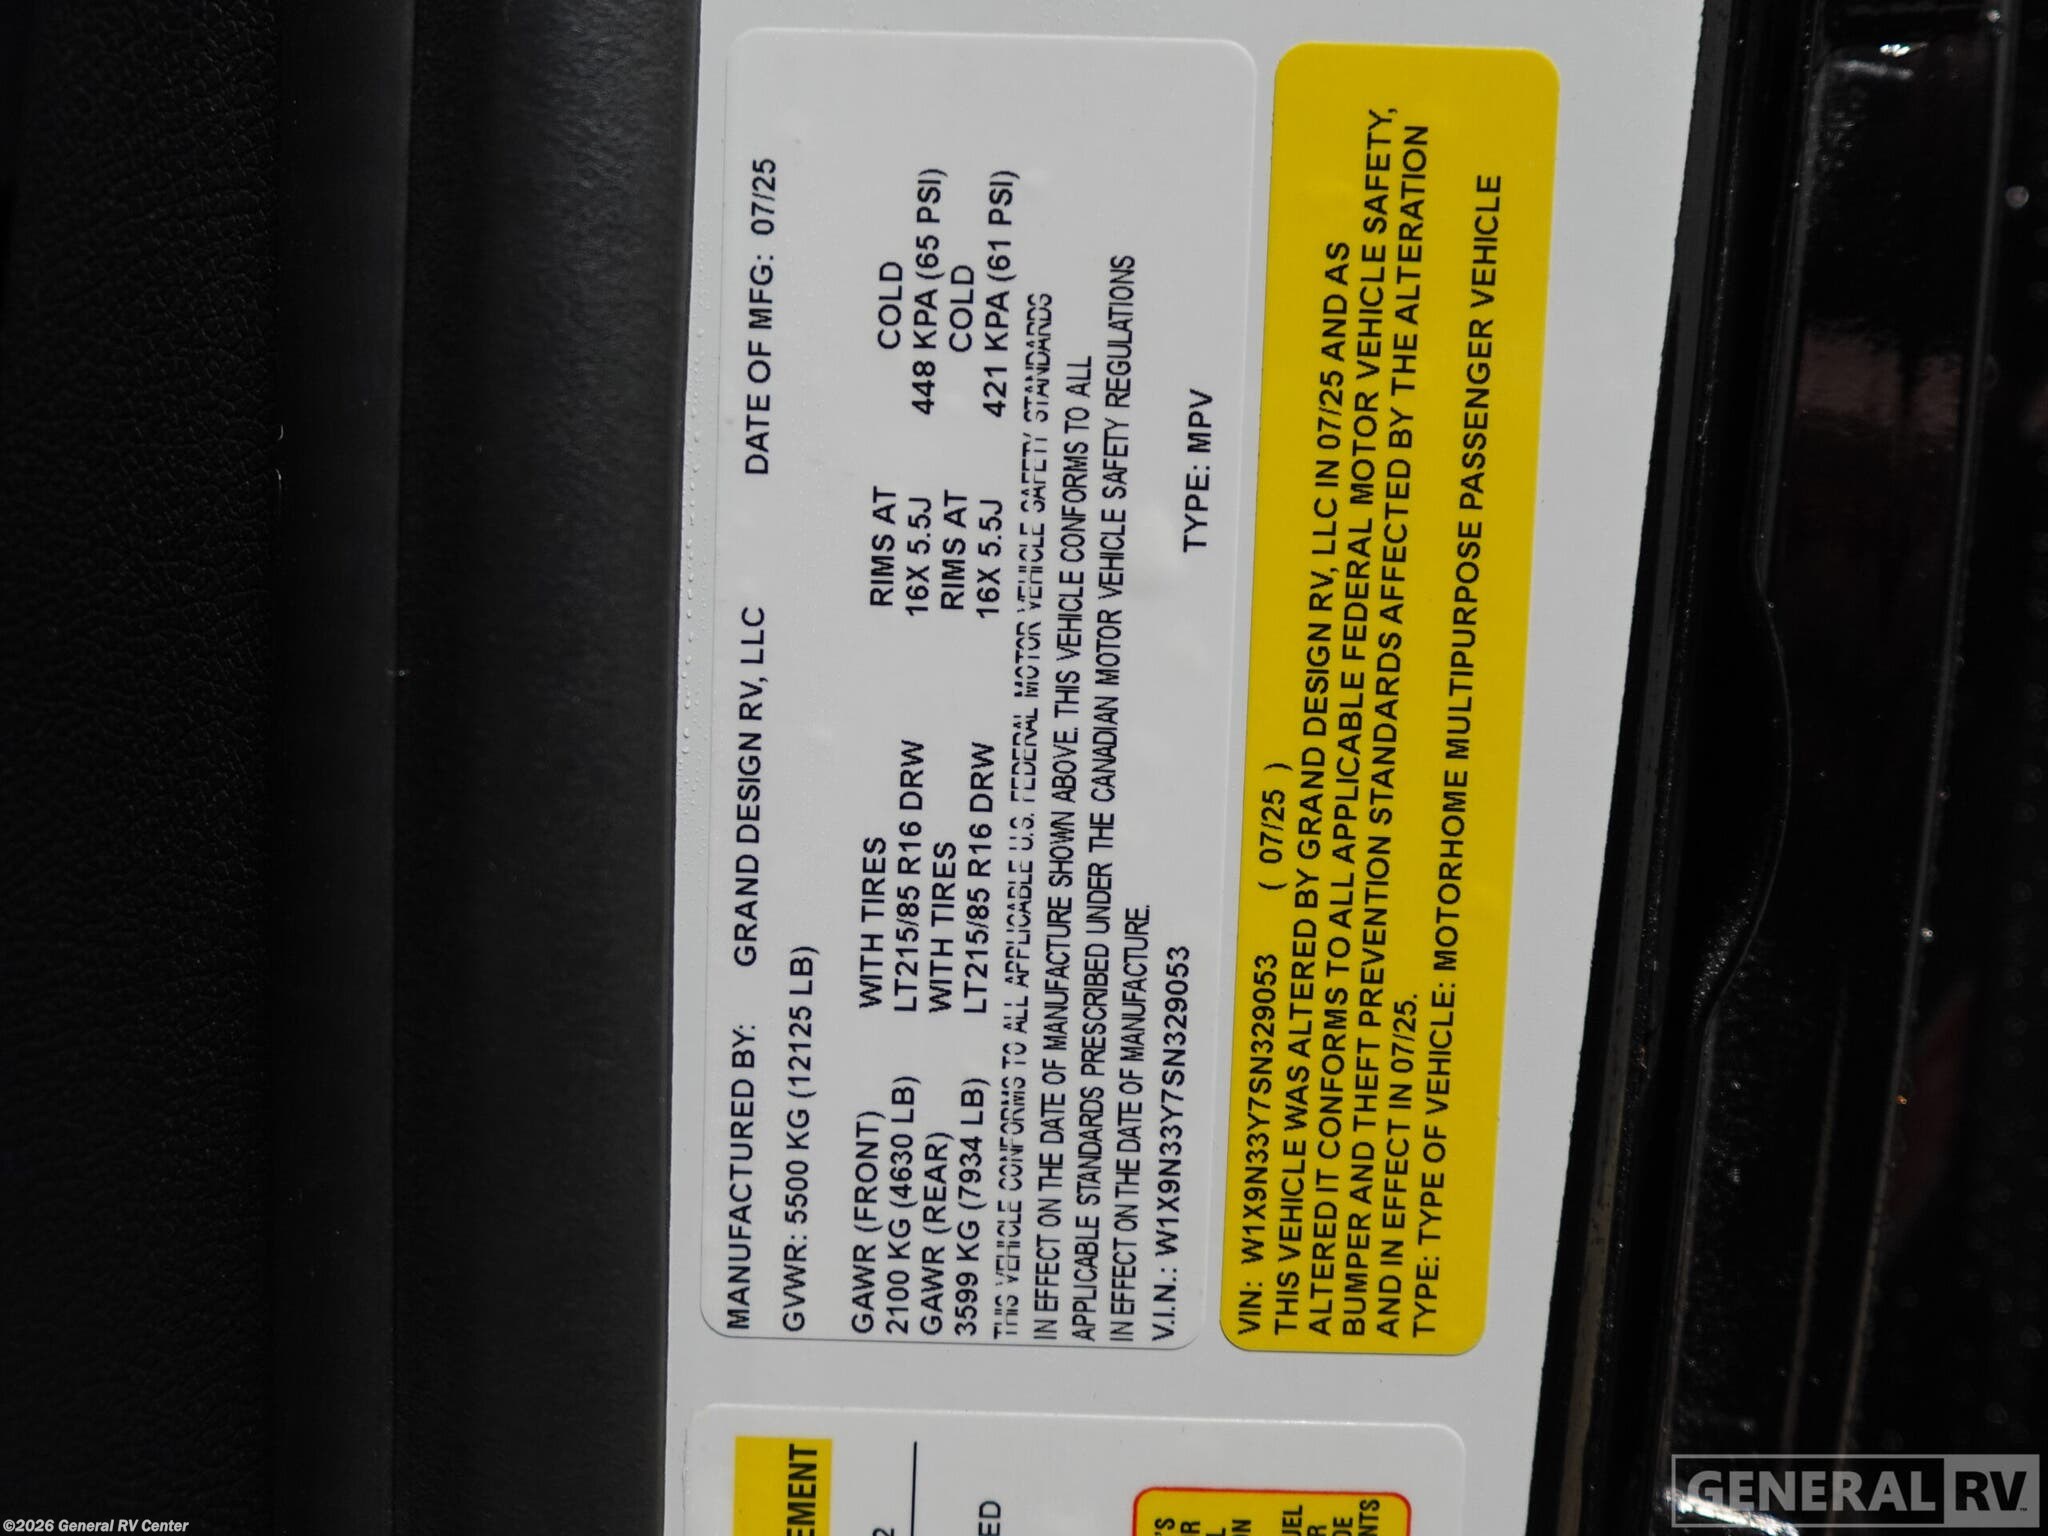 MANUFACTURED BY: GRAND DESIGN RV, LLC DATE OF MFG: 07/25
GVWR: 5500 KG (12125 LB)
GAWR (FRONT) WITH TIRES RIMS AT COLD
2100 KG (4630 LB) LT215/85 R16 DRW 16X 5.5J 448 KPA (65 PSI)
GAWR (REAR) WITH TIRES RIMS AT COLD
3599 KG (7934 LB) LT215/85 R16 DRW 16X 5.5J 421 KPA (61 PSI)
THIS VEHICLE CONFORMS TO ALL APPLICABLE U.S. FEDERAL MOTOR VEHICLE SAFETY STANDARDS
IN EFFECT ON THE DATE OF MANUFACTURE SHOWN ABOVE. THIS VEHICLE CONFORMS TO ALL
APPLICABLE STANDARDS PRESCRIBED UNDER THE CANADIAN MOTOR VEHICLE SAFETY REGULATIONS
IN EFFECT ON THE DATE OF MANUFACTURE.
V.I.N.: W1X9N33Y7SN329053 TYPE: MPV
VIN: W1X9N33Y7SN329053 ( 07/25 )
THIS VEHICLE WAS ALTERED BY GRAND DESIGN RV, LLC IN 07/25 AND AS
ALTERED IT CONFORMS TO ALL APPLICABLE FEDERAL MOTOR VEHICLE SAFETY,
BUMPER AND THEFT PREVENTION STANDARDS AFFECTED BY THE ALTERATION
AND IN EFFECT IN 07/25.
TYPE: TYPE OF VEHICLE: MOTORHOME MULTIPURPOSE PASSENGER VEHICLE
EMENT
2
ED
'S
R
L
ON
UEL
R
DE
NTS
GENERAL RV
©2026 General RV Center